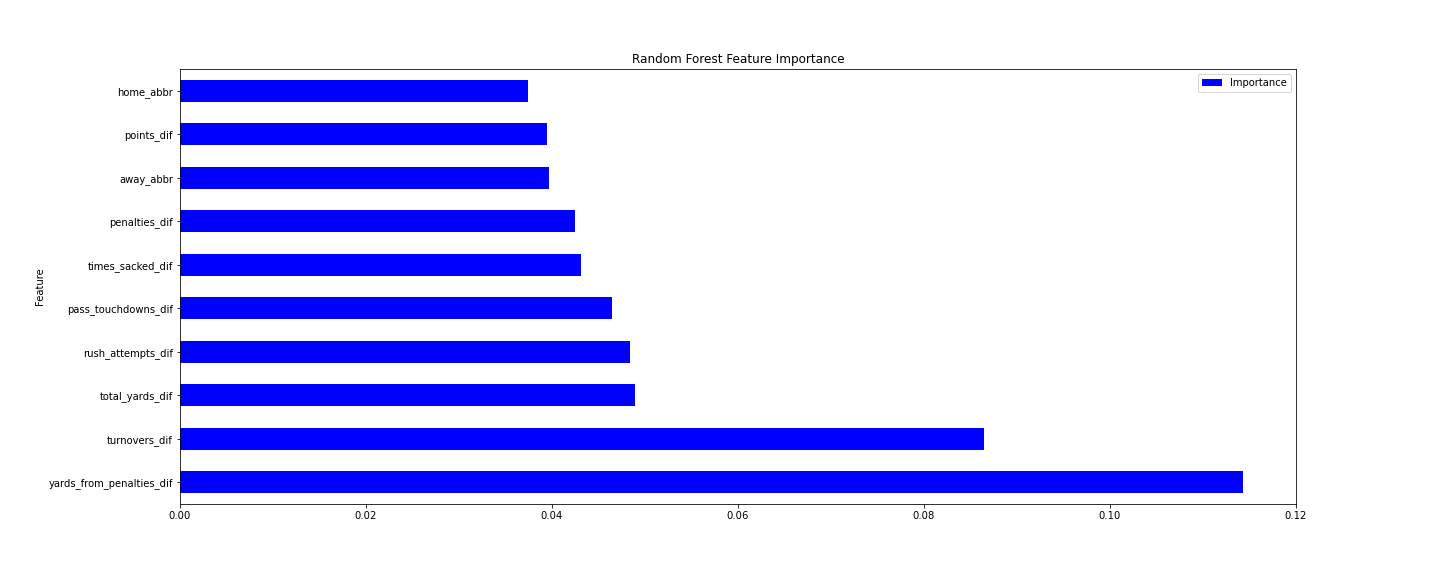 Random Forest Feature Importance
Importance
home_abbr
points_dif
away_abbr
penalties_dif
times_sacked_dif
pass_touchdowns_dif
rush_attempts_dif
total_yards_dif
turnovers_dif
yards_from_penalties_dif
Feature
0.00 0.02 0.04 0.06 0.08 0.10 0.12